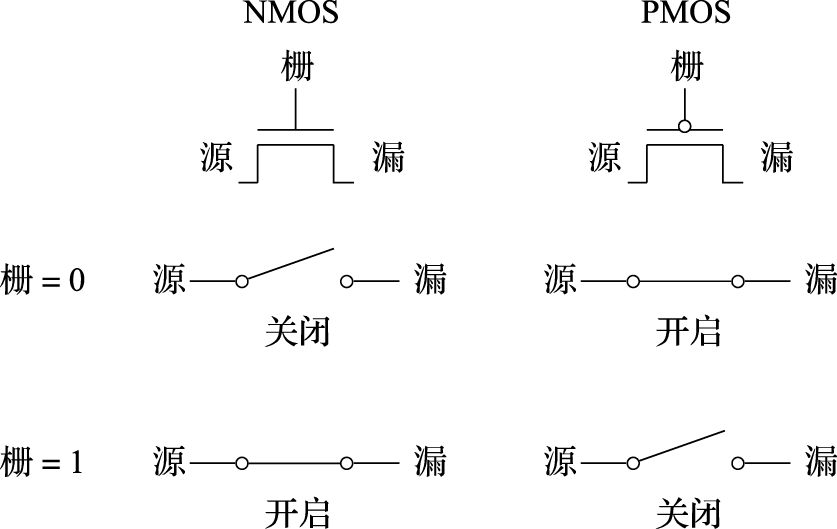 NMOS PMOS
栅 栅
源 漏 源 漏
栅 = 0 源 漏 源 漏
关闭 开启
栅 = 1 源 漏 源 漏
开启 关闭